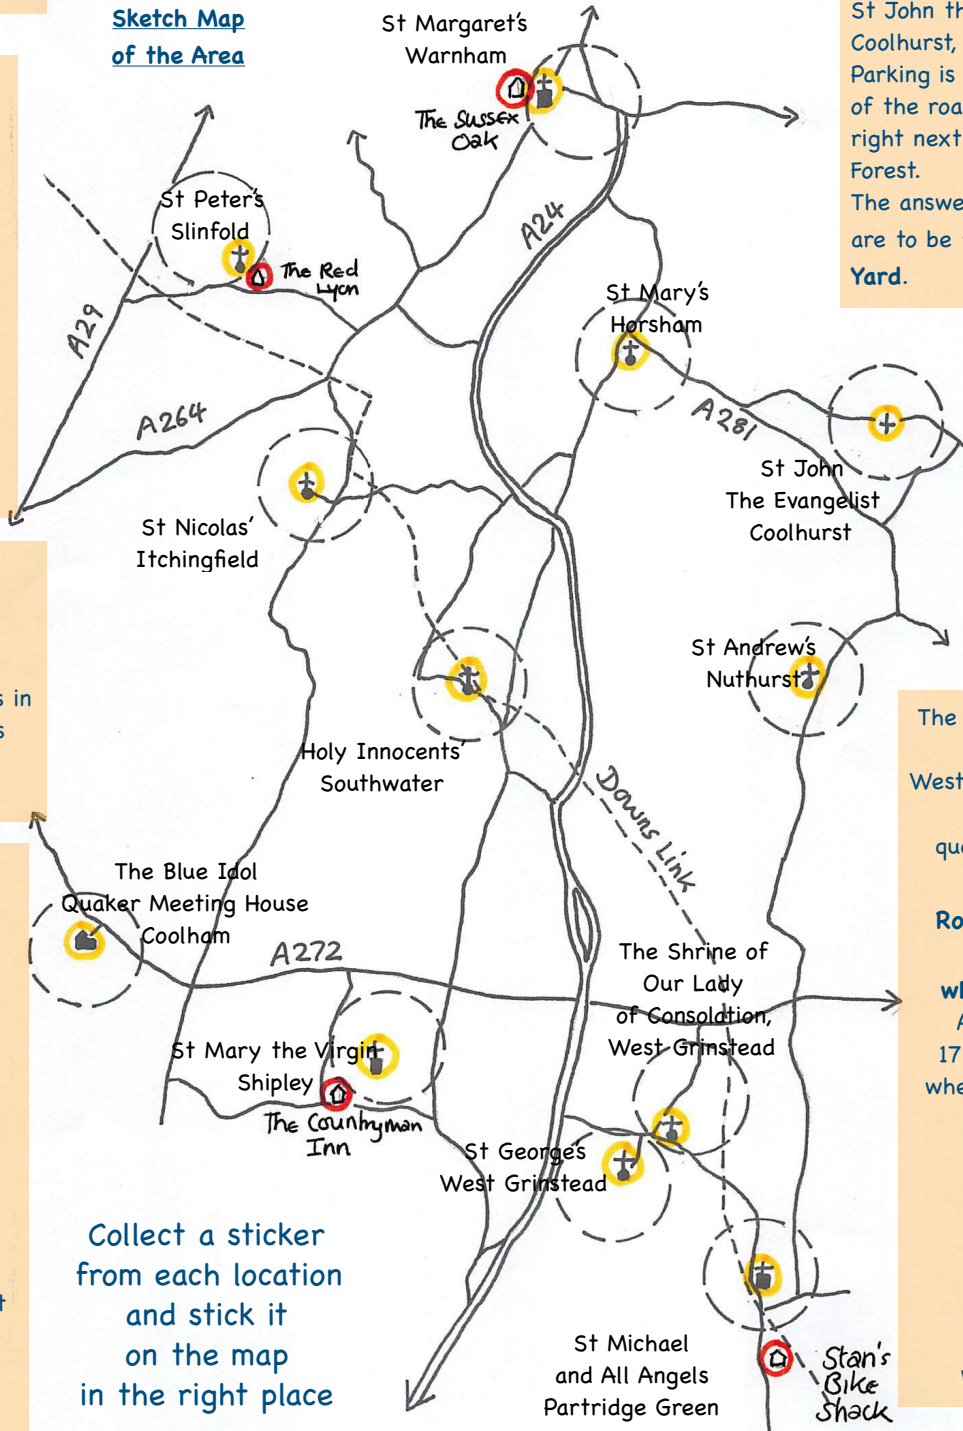 Sketch Map
of the Area
St Margaret's
Warnham
The Sussex
Oak
St John th
Coolhurst,
Parking is
of the roa
right next
Forest.
The answe
are to be
Yard.
St Peter's
Slinfold
The Red
Lyon
A24
A29
St Mary's
Horsham
A264
A281
St John
The Evangelist
Coolhurst
St Nicolas'
Itchingfield
St Andrew's
Nuthurst
s in
s
Holy Innocents'
Southwater
Downs Link
The
West
que
Ro
wh
A
17
whe
The Blue Idol
Quaker Meeting House
Coolham
A272
The Shrine of
Our Lady
of Consolation,
West Grinstead
St Mary the Virgin
Shipley
The Countryman
Inn
St George's
West Grinstead
Collect a sticker
from each location
and stick it
on the map
in the right place
t
St Michael
and All Angels
Partridge Green
Stan's
Bike
Shack